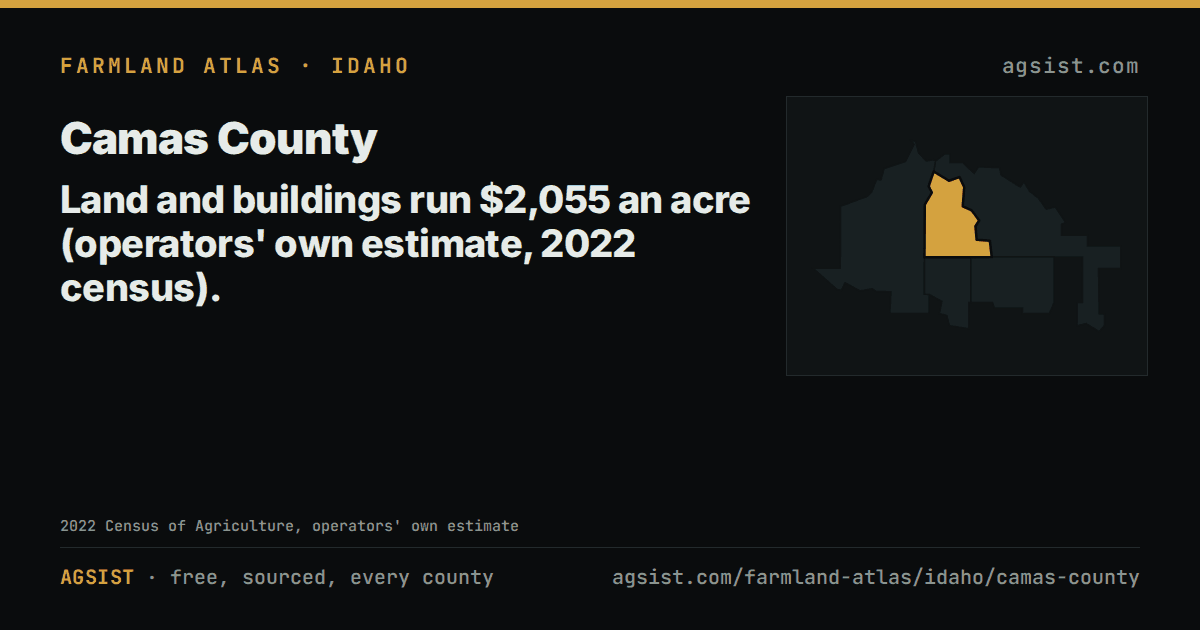 FARMLAND ATLAS · IDAHO
agsist.com
Camas County
Land and buildings run $2,055 an acre
(operators' own estimate, 2022
census).
2022 Census of Agriculture, operators' own estimate
AGSIST · free, sourced, every county
agsist.com/farmland-atlas/idaho/camas-county